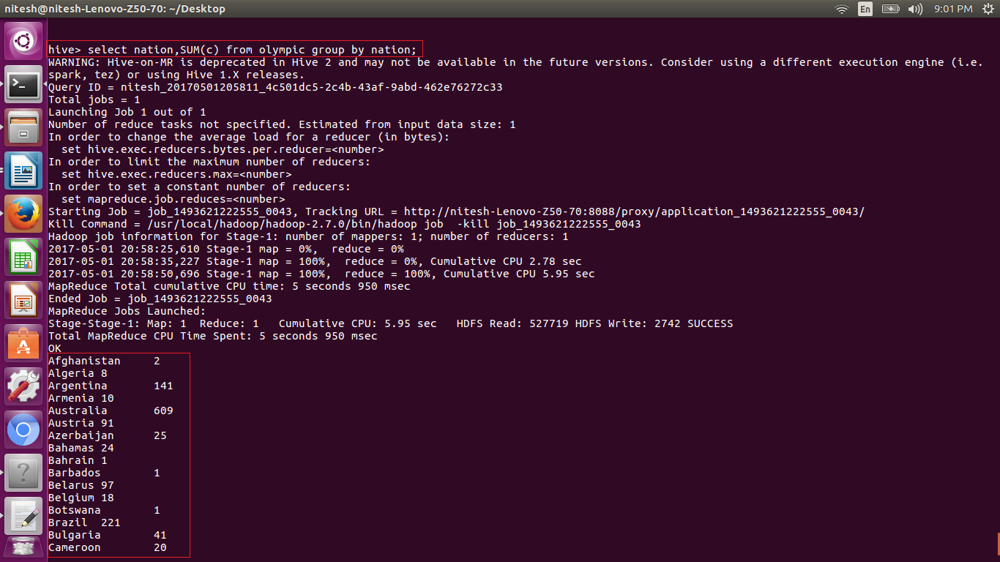 nitesh@nitesh-Lenovo-Z50-70: ~/Desktop
En
9:01 PM
hive> select nation,SUM(c) from olympic group by nation;
WARNING: Hive-on-MR is deprecated in Hive 2 and may not be available in the future versions. Consider using a different execution engine (i.e.
spark, tez) or using Hive 1.X releases.
Query ID = nitesh_20170501205811_4c501dc5-2c4b-43af-9abd-462e76272c33
Total jobs = 1
Launching Job 1 out of 1
Number of reduce tasks not specified. Estimated from input data size: 1
In order to change the average load for a reducer (in bytes):
  set hive.exec.reducers.bytes.per.reducer=<number>
In order to limit the maximum number of reducers:
  set hive.exec.reducers.max=<number>
In order to set a constant number of reducers:
  set mapreduce.job.reduces=<number>
Starting Job = job_1493621222555_0043, Tracking URL = http://nitesh-Lenovo-Z50-70:8088/proxy/application_1493621222555_0043/
Kill Command = /usr/local/hadoop/hadoop-2.7.0/bin/hadoop job  -kill job_1493621222555_0043
Hadoop job information for Stage-1: number of mappers: 1; number of reducers: 1
2017-05-01 20:58:25,610 Stage-1 map = 0%,  reduce = 0%
2017-05-01 20:58:35,227 Stage-1 map = 100%,  reduce = 0%, Cumulative CPU 2.78 sec
2017-05-01 20:58:50,696 Stage-1 map = 100%,  reduce = 100%, Cumulative CPU 5.95 sec
MapReduce Total cumulative CPU time: 5 seconds 950 msec
Ended Job = job_1493621222555_0043
MapReduce Jobs Launched:
Stage-Stage-1: Map: 1  Reduce: 1   Cumulative CPU: 5.95 sec   HDFS Read: 527719 HDFS Write: 2742 SUCCESS
Total MapReduce CPU Time Spent: 5 seconds 950 msec
OK
Afghanistan     2
Algeria 8
Argentina       141
Armenia 10
Australia       609
Austria 91
Azerbaijan      25
Bahamas 24
Bahrain 1
Barbados        1
Belarus 97
Belgium 18
Botswana        1
Brazil  221
Bulgaria        41
Cameroon        20